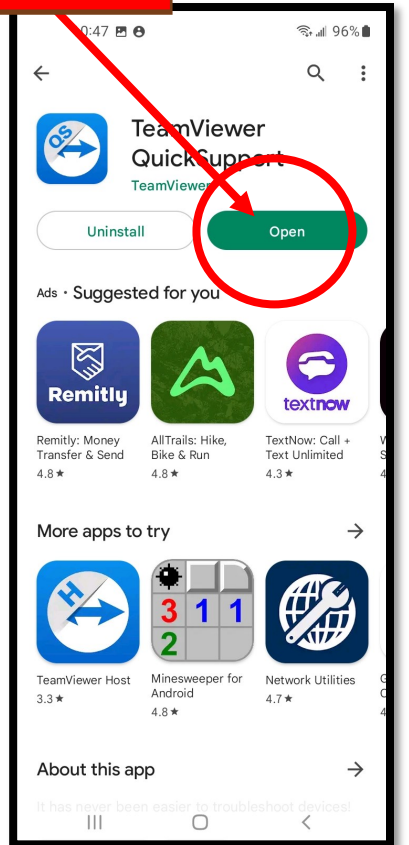 0:47
96%
QS
TeamViewer
QuickSupport
TeamViewer
Uninstall
Open
Ads • Suggested for you
Remitly
textnow
Remitly: Money
Transfer & Send
4.8★
AllTrails: Hike,
Bike & Run
4.8★
TextNow: Call +
Text Unlimited
4.3★
More apps to try
H
3 1 1
2
TeamViewer Host
3.3★
Minesweeper for
Android
4.8★
Network Utilities
4.7★
About this app
It has never been easier to troubleshoot devices!